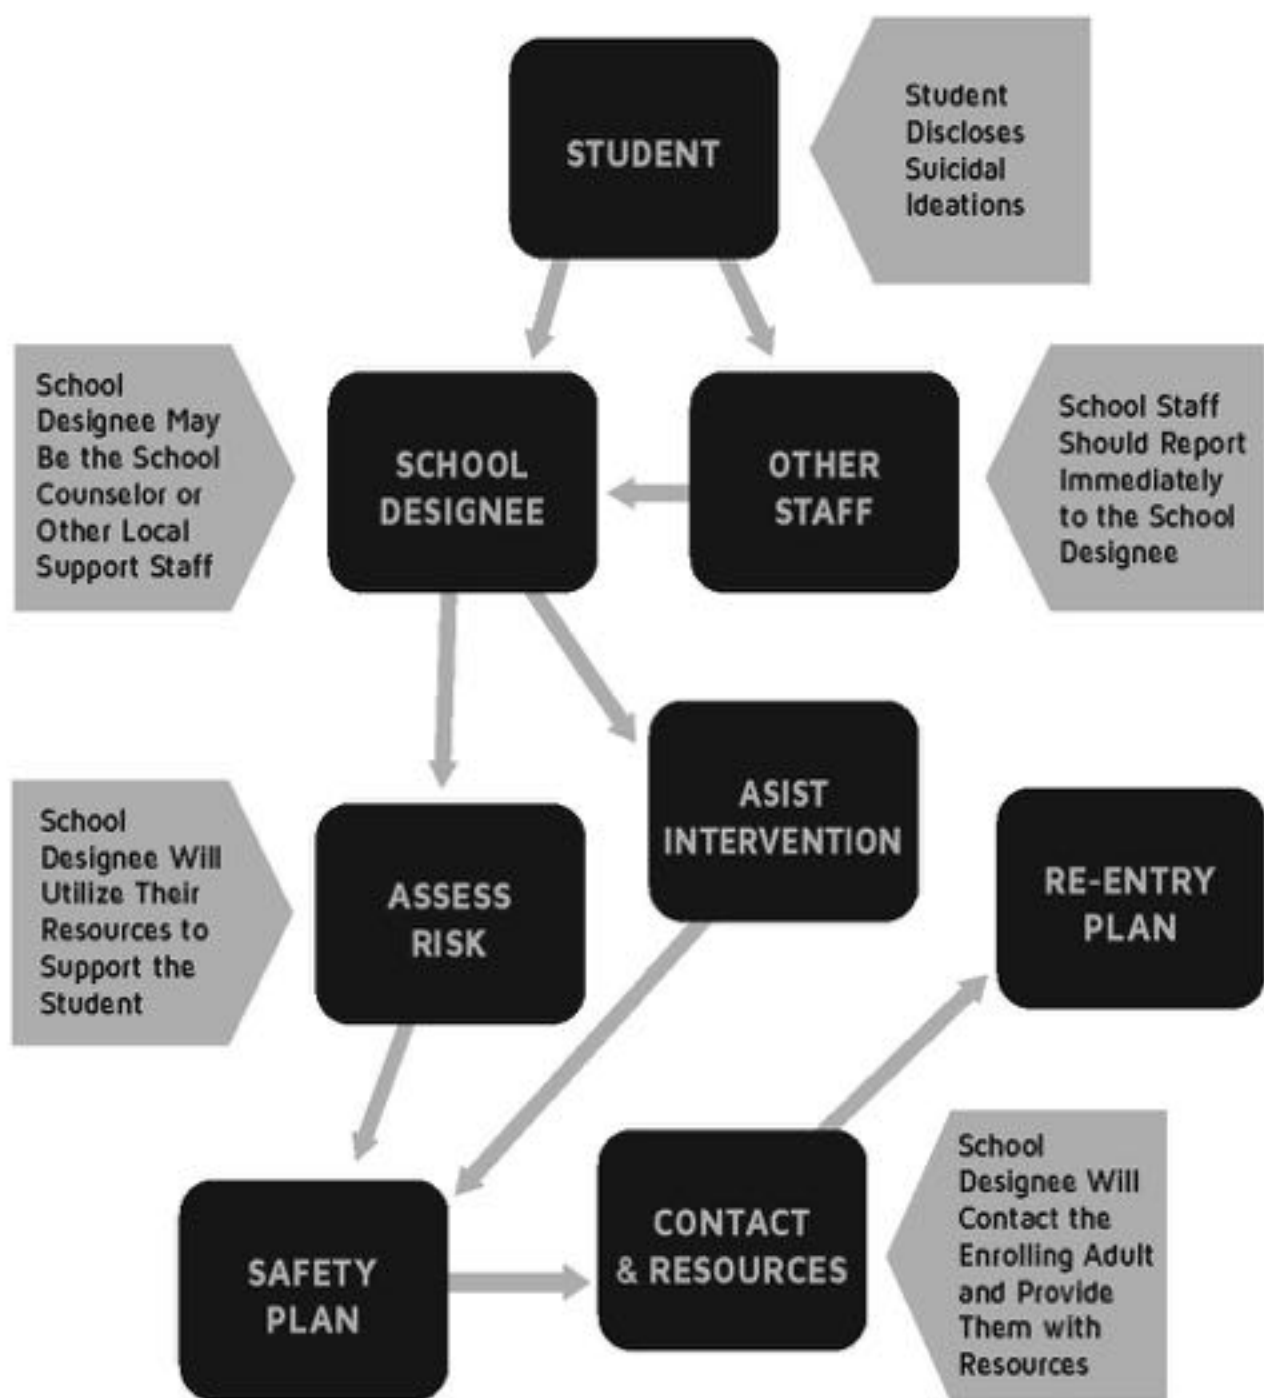 STUDENT
Student
Discloses
Suicidal
Ideations
School
Designee May
Be the School
Counselor or
Other Local
Support Staff
SCHOOL
DESIGNEE
OTHER
STAFF
School Staff
Should Report
Immediately
to the School
Designee
ASIST
INTERVENTION
School
Designee Will
Utilize Their
Resources to
Support the
Student
ASSESS
RISK
RE-ENTRY
PLAN
SAFETY
PLAN
CONTACT
& RESOURCES
School
Designee Will
Contact the
Enrolling Adult
and Provide
Them with
Resources